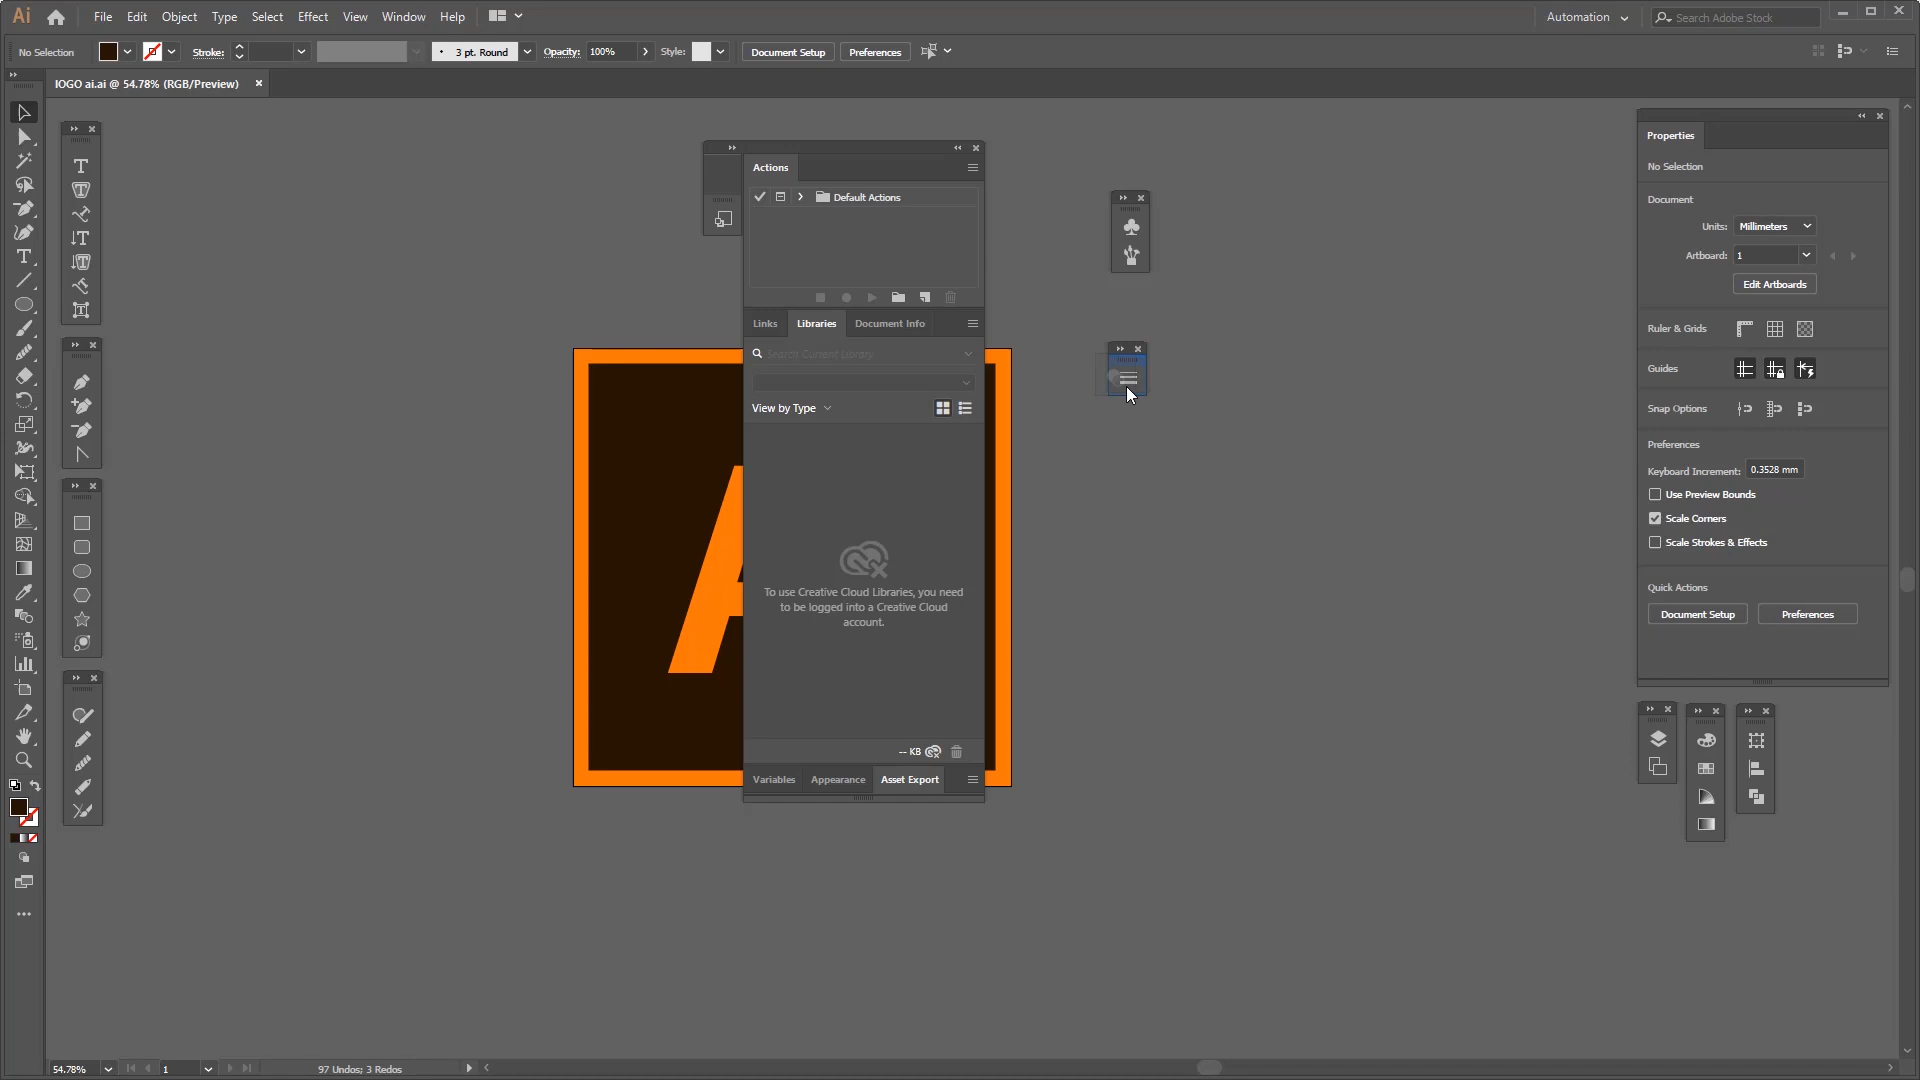 Ai
File Edit Object Type Select Effect View Window Help
Automation
Search Adobe Stock
No Selection
Stroke:
3 pt. Round
Opacity: 100%
Style:
Document Setup
Preferences
IOGO ai.ai @ 54.78% (RGB/Preview)
Actions
Default Actions
Links Libraries Document Info
Search Current Library
View by Type
To use Creative Cloud Libraries, you need
to be logged into a Creative Cloud
account.
-- KB
Variables Appearance Asset Export
Properties
No Selection
Document
Units: Millimeters
Artboard: 1
Edit Artboards
Ruler & Grids
Guides
Snap Options
Preferences
Keyboard Increment: 0.3528 mm
Use Preview Bounds
Scale Corners
Scale Strokes & Effects
Quick Actions
Document Setup Preferences
54.78% 1 97 Undos; 3 Redos